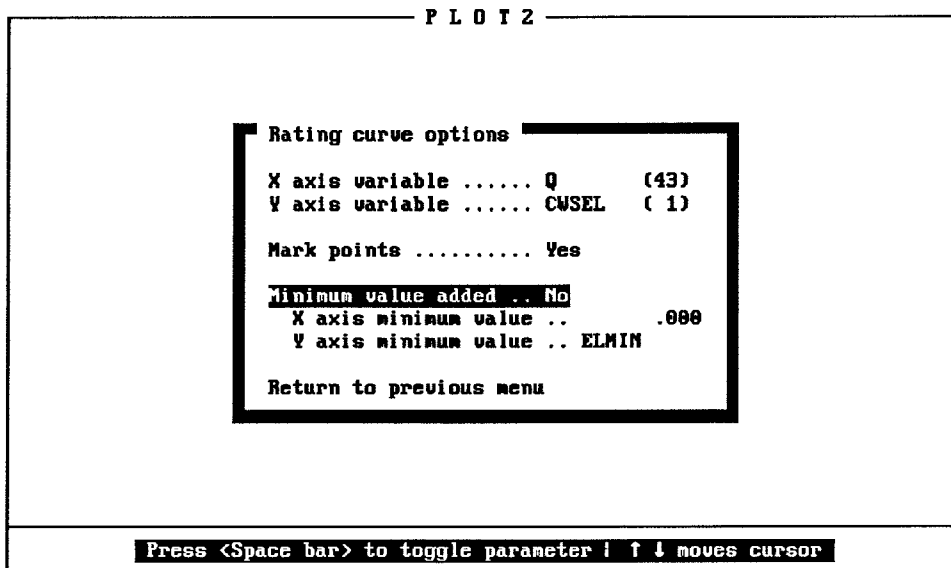 P L O T 2
Rating curve options
X axis variable ...... Q (43)
Y axis variable ...... CWSEL ( 1)
Mark points .......... Yes
Minimum value added .. No
X axis minimum value .. .000
Y axis minimum value .. ELMIN
Return to previous menu
Press <Space bar> to toggle parameter | ↑ ↓ moves cursor